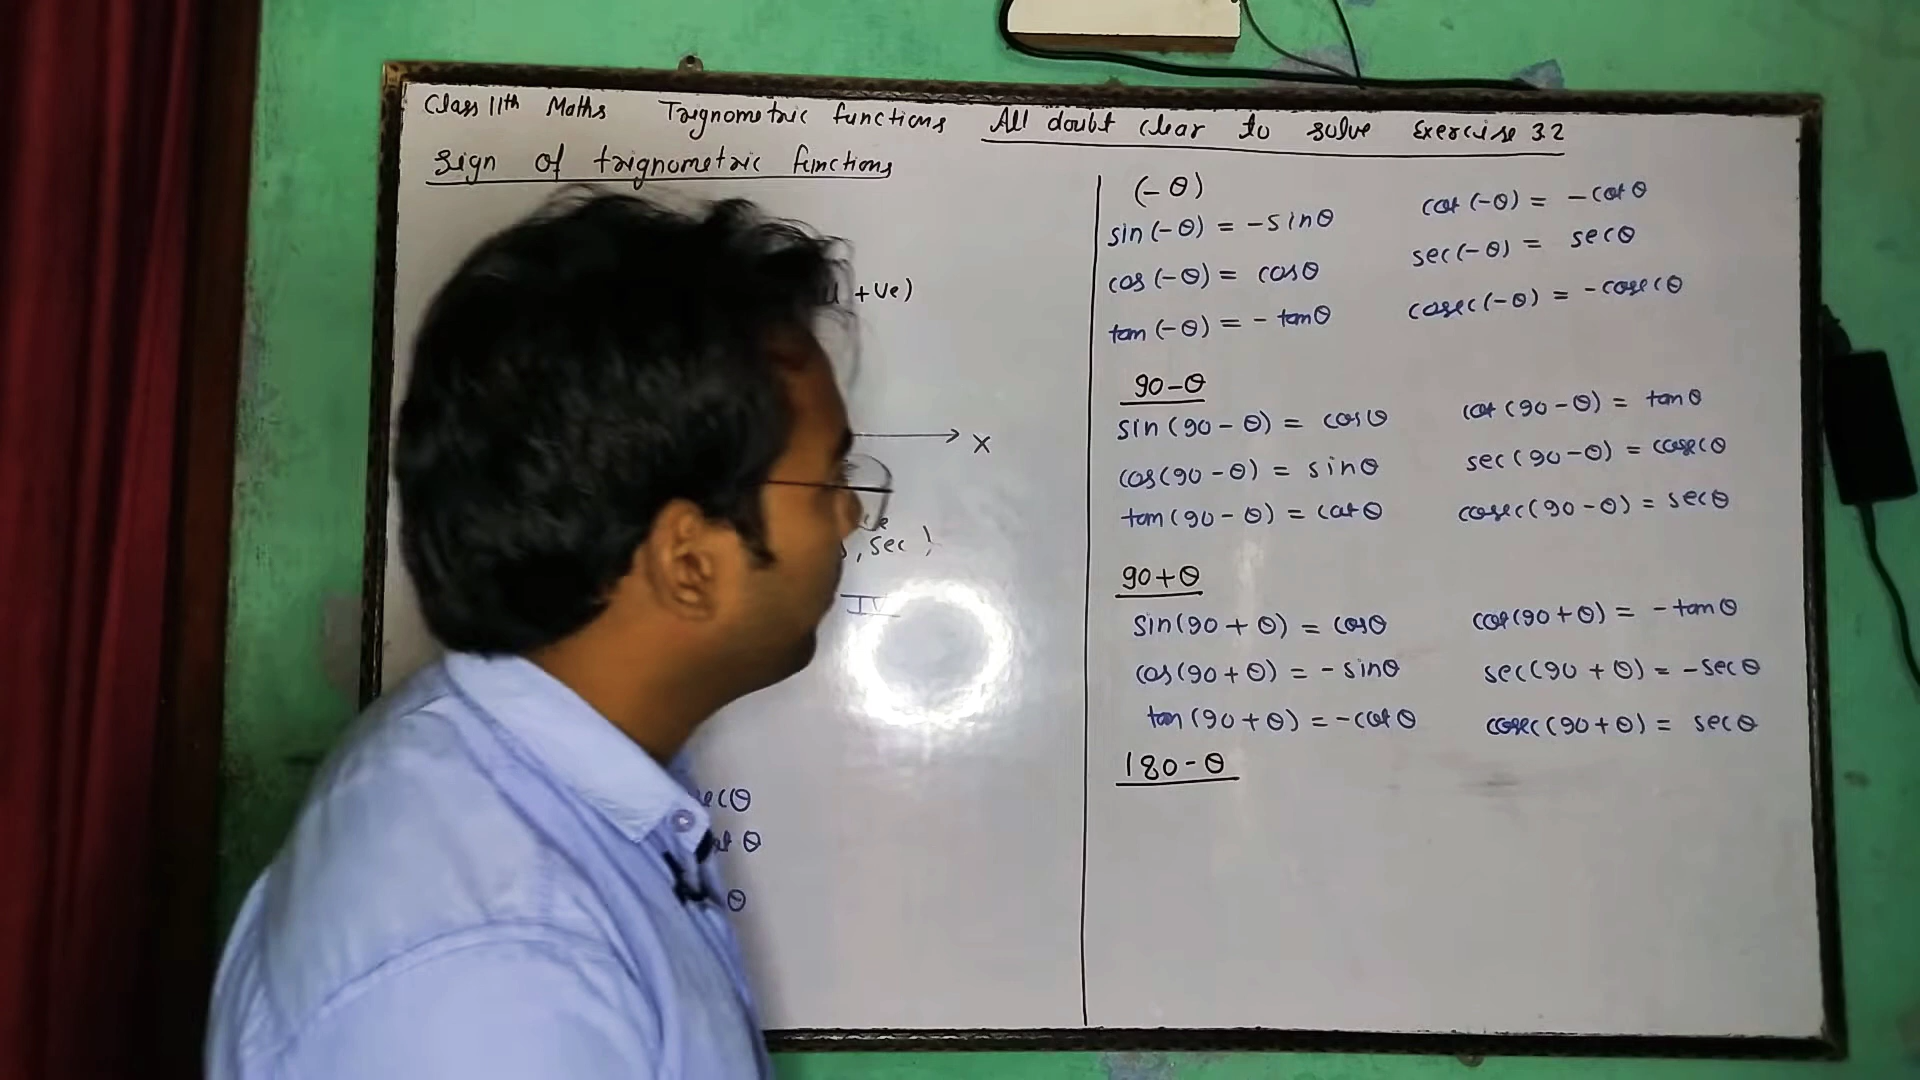 Class 11th Maths Trignometric functions All doubt clear to solve Exercise 3.2
Sign of trignometric functions
+ve)
X
, sec)
IV
θ
(-θ)
sin(-θ) = -sinθ
cos(-θ) = cosθ
tan(-θ) = -tanθ
cot(-θ) = -cotθ
sec(-θ) = secθ
cosec(-θ) = -cosecθ
90-θ
sin(90-θ) = cosθ
cos(90-θ) = sinθ
tan(90-θ) = cotθ
cot(90-θ) = tanθ
sec(90-θ) = cosecθ
cosec(90-θ) = secθ
90+θ
sin(90+θ) = cosθ
cos(90+θ) = -sinθ
tan(90+θ) = -cotθ
cot(90+θ) = -tanθ
sec(90+θ) = -secθ
cosec(90+θ) = secθ
180-θ